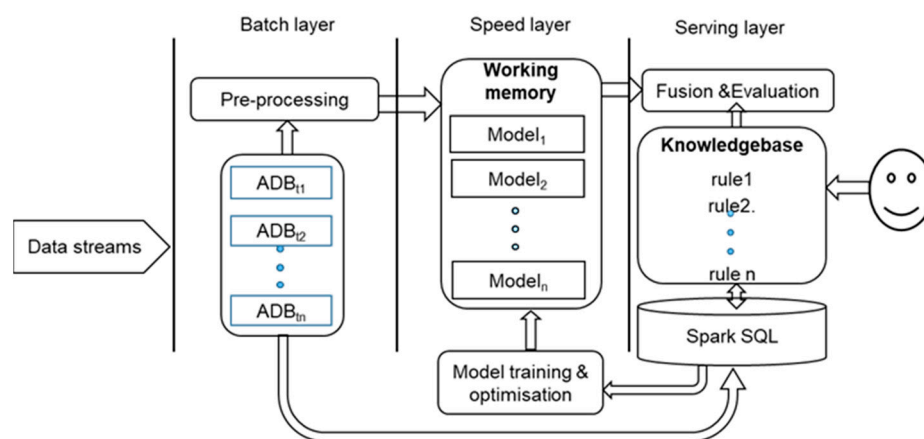 Batch layer
Speed layer
Serving layer
Pre-processing
Working
memory
Fusion &Evaluation
Model₁
Knowledgebase
ADBt1
Model₂
rule1
rule2.
Data streams
ADBt2
Modelₙ
rule n
ADBtn
Spark SQL
Model training &
optimisation